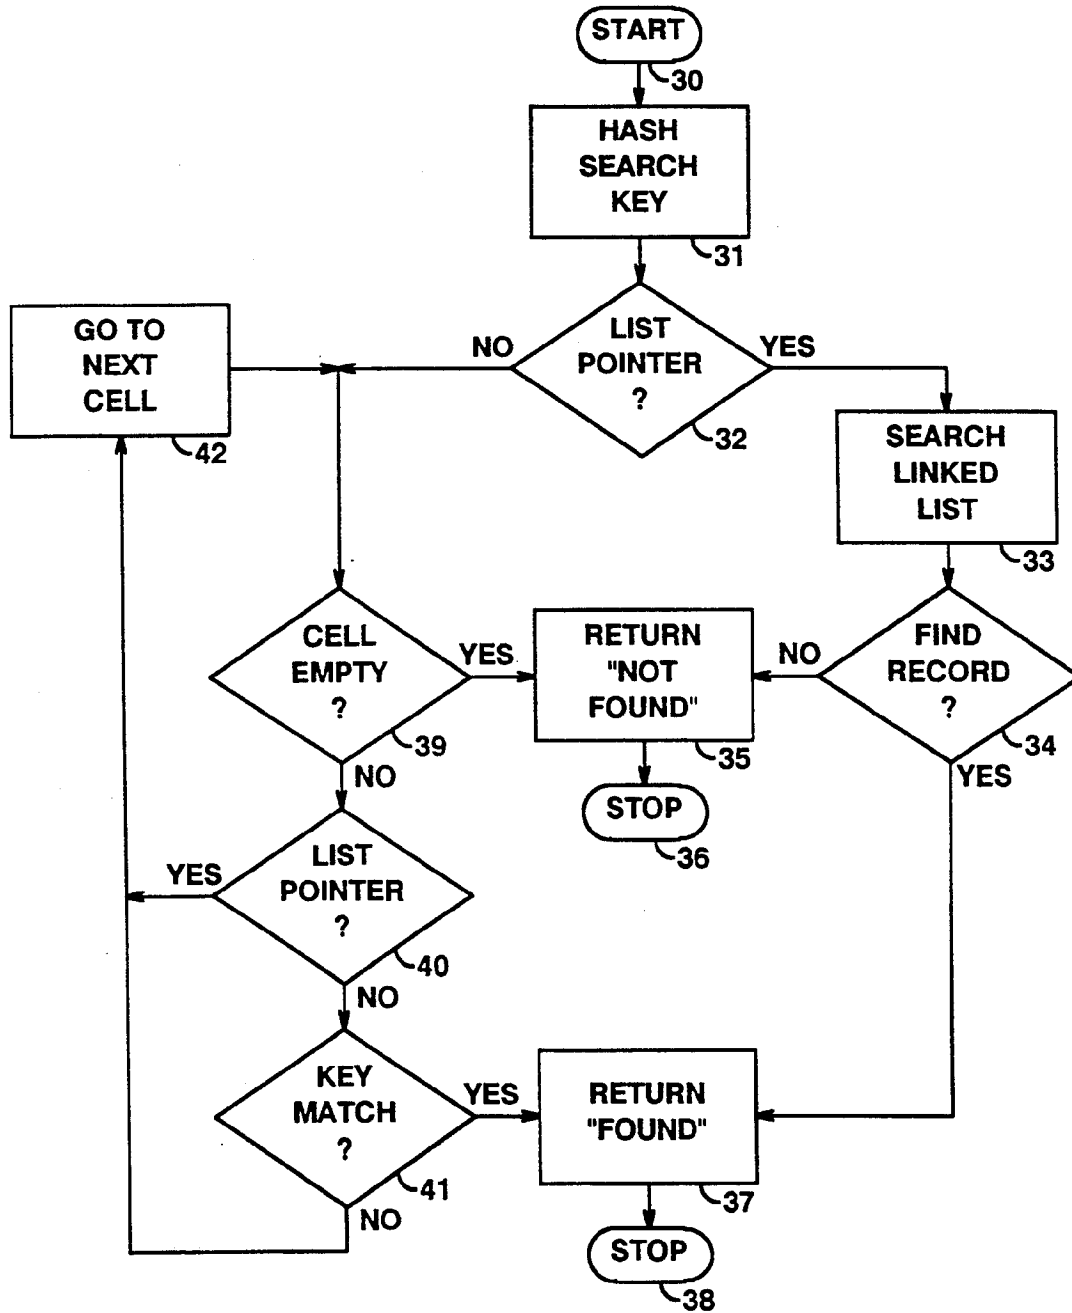 START
30
HASH
SEARCH
KEY
31
LIST
POINTER
?
32
NO
YES
GO TO
NEXT
CELL
42
SEARCH
LINKED
LIST
33
CELL
EMPTY
?
39
YES
NO
RETURN
"NOT
FOUND"
35
NO
FIND
RECORD
?
34
YES
STOP
36
LIST
POINTER
?
40
YES
NO
KEY
MATCH
?
41
YES
NO
RETURN
"FOUND"
37
STOP
38